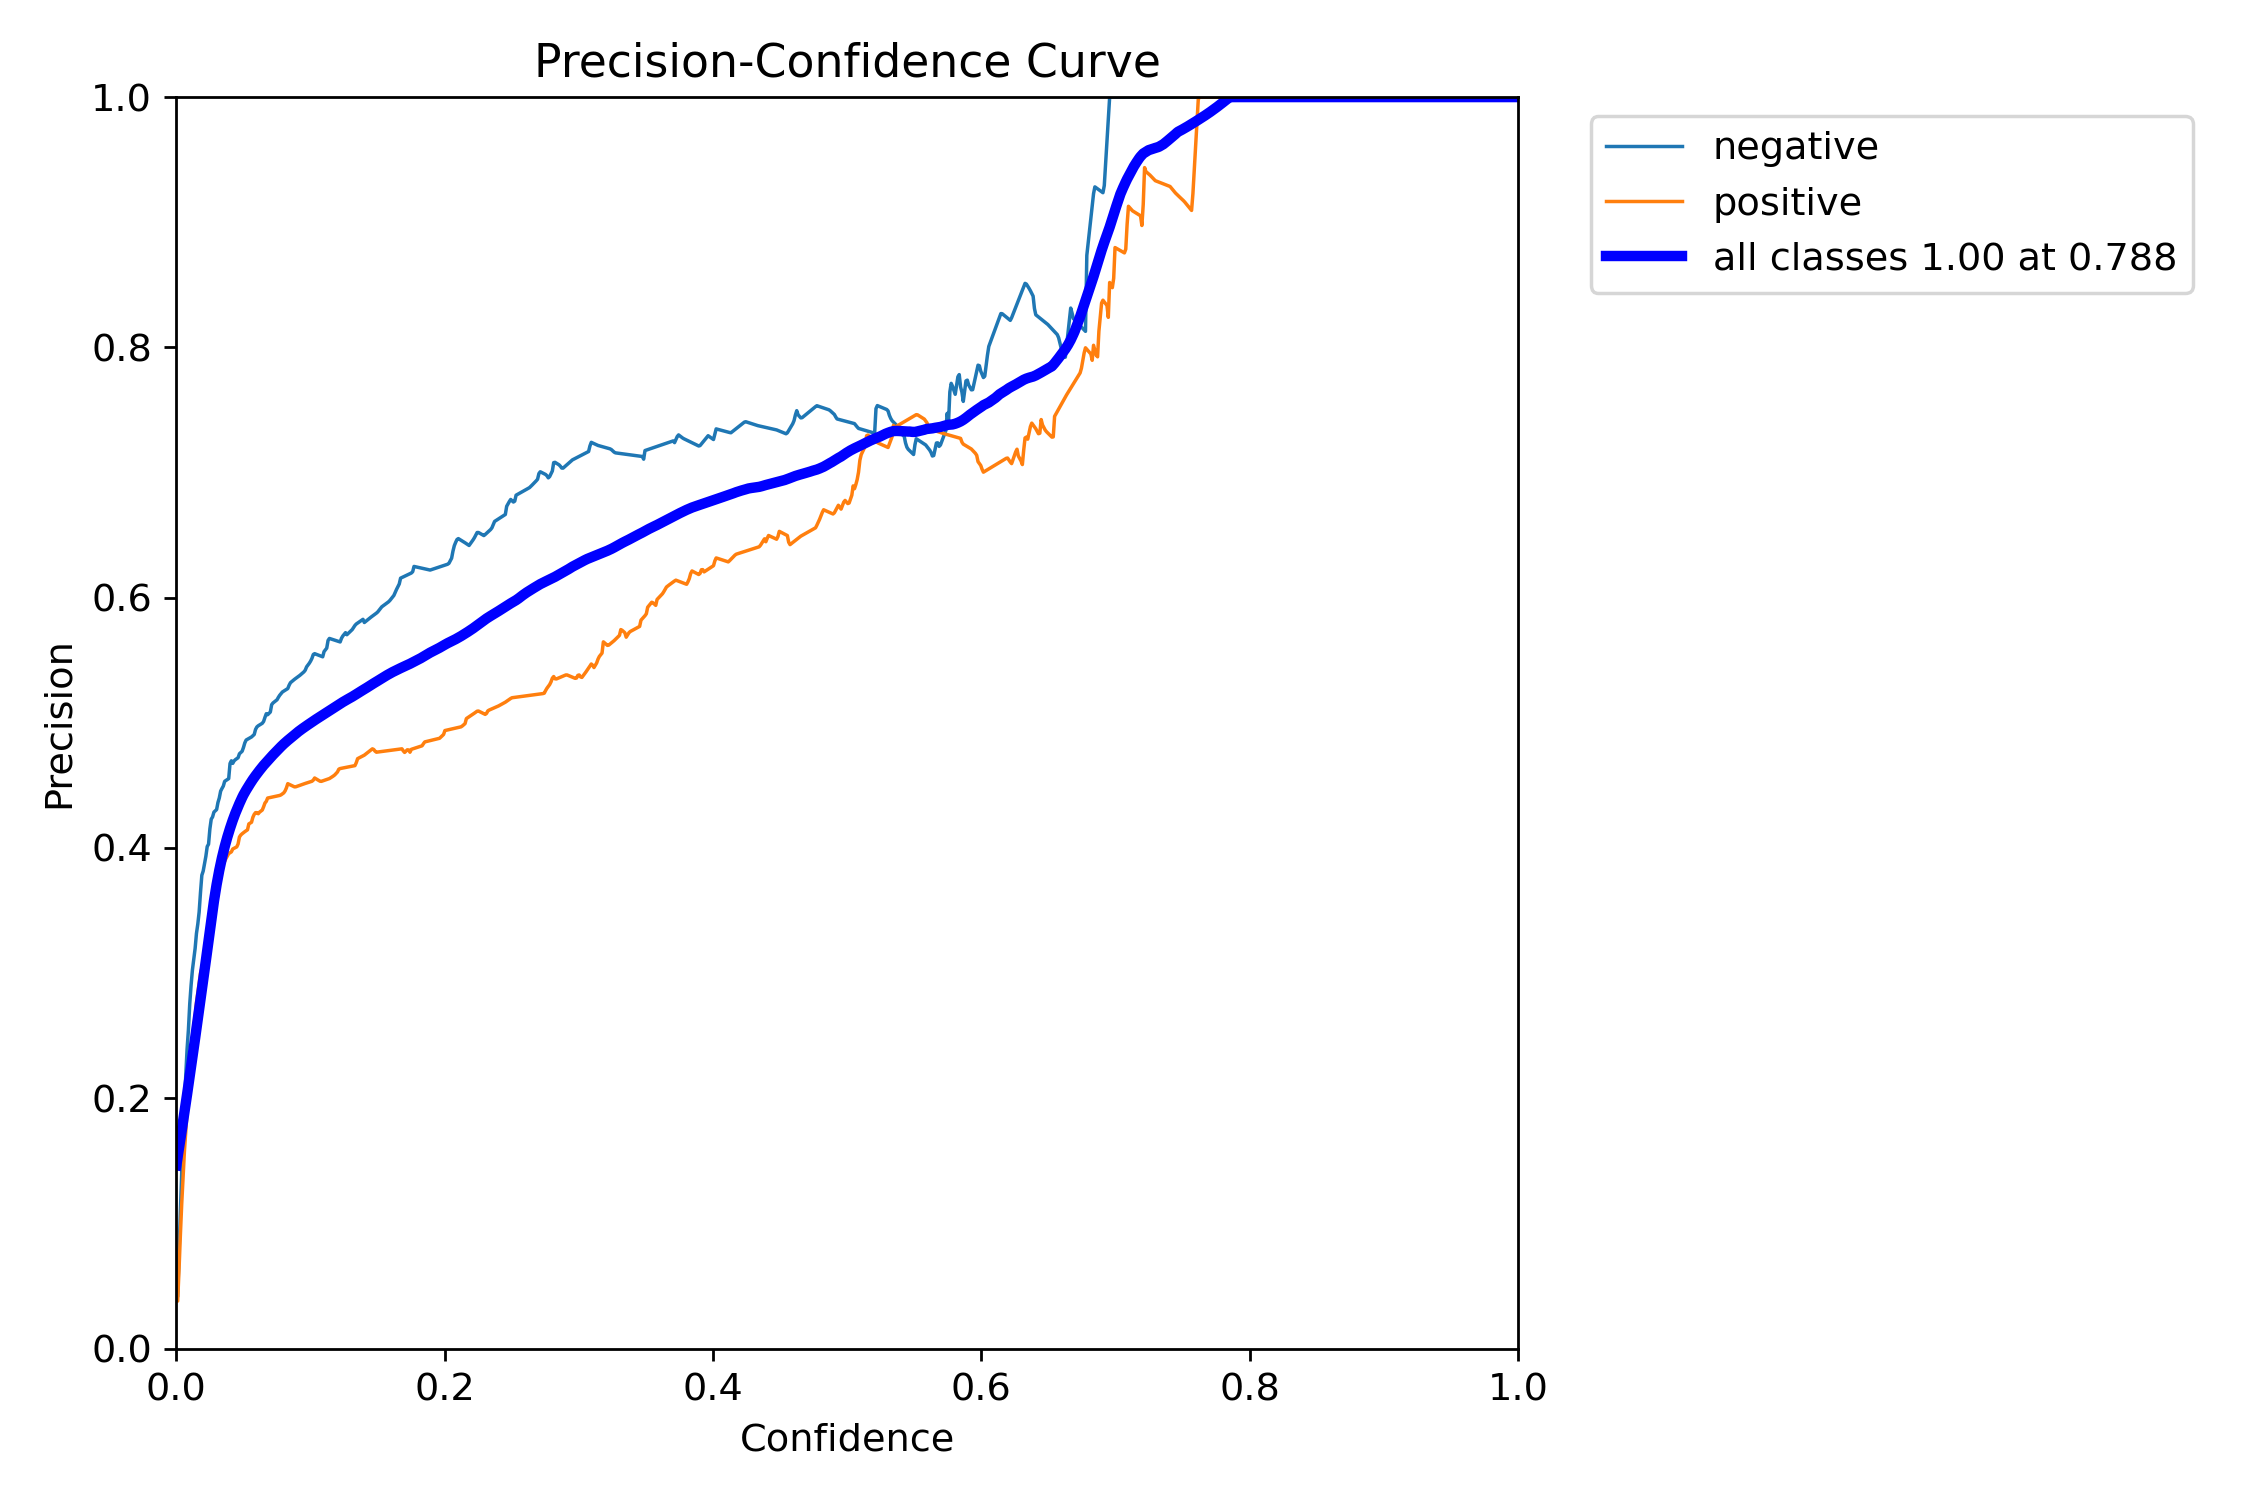 Precision-Confidence Curve
negative
positive
all classes 1.00 at 0.788
Precision
1.0
0.8
0.6
0.4
0.2
0.0
0.0 0.2 0.4 0.6 0.8 1.0
Confidence